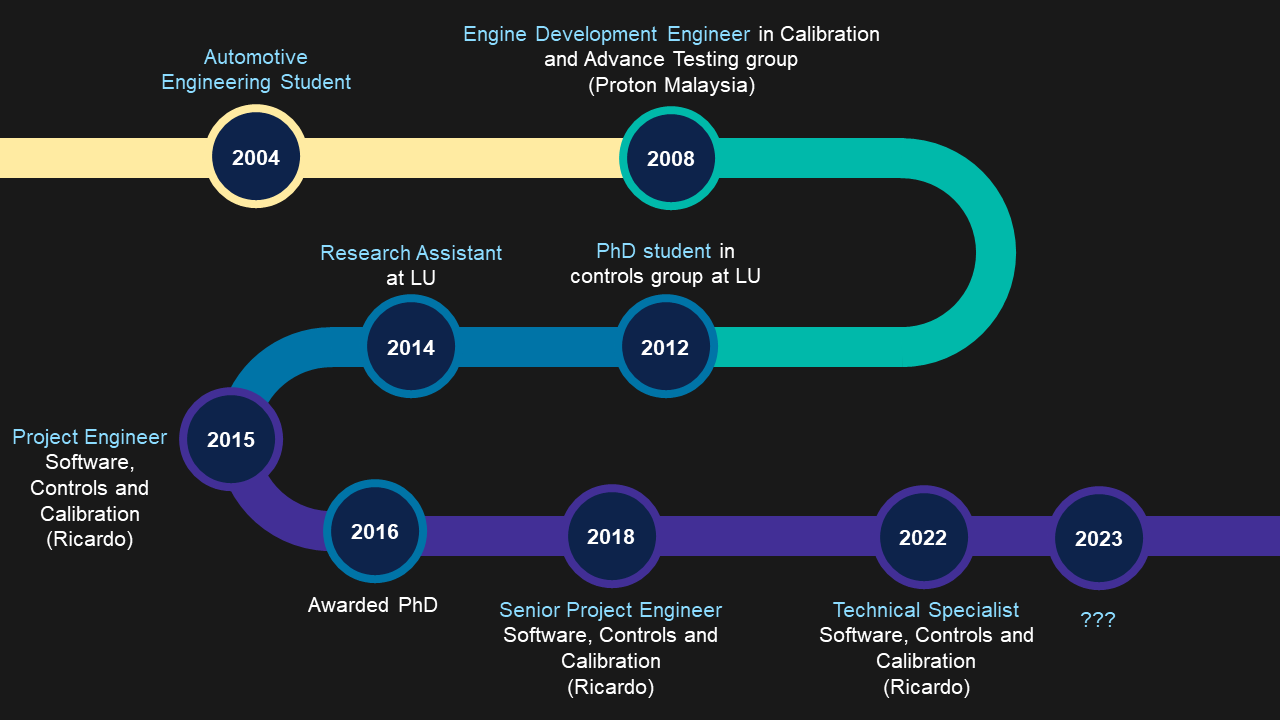 Automotive
Engineering Student
2004
Engine Development Engineer in Calibration
and Advance Testing group
(Proton Malaysia)
2008
PhD student in
controls group at LU
2012
Research Assistant
at LU
2014
2015
Project Engineer
Software,
Controls and
Calibration
(Ricardo)
2016
Awarded PhD
2018
Senior Project Engineer
Software, Controls and
Calibration
(Ricardo)
2022
Technical Specialist
Software, Controls and
Calibration
(Ricardo)
2023
???